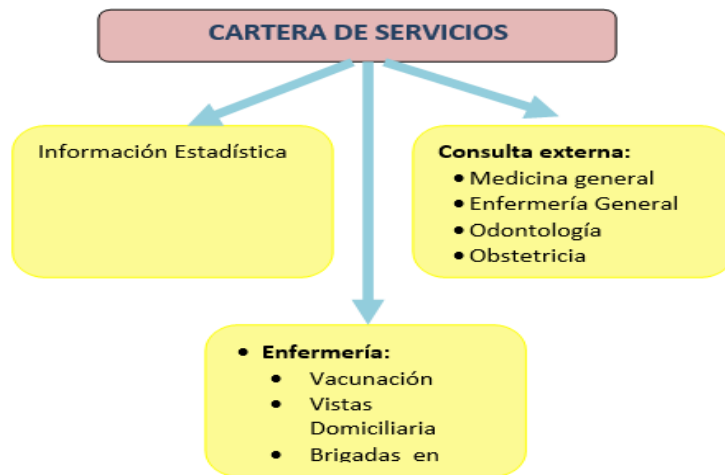 CARTERA DE SERVICIOS
Información Estadística
Consulta externa:
• Medicina general
• Enfermería General
• Odontología
• Obstetricia
• Enfermería:
• Vacunación
• Vistas
Domiciliaria
• Brigadas en